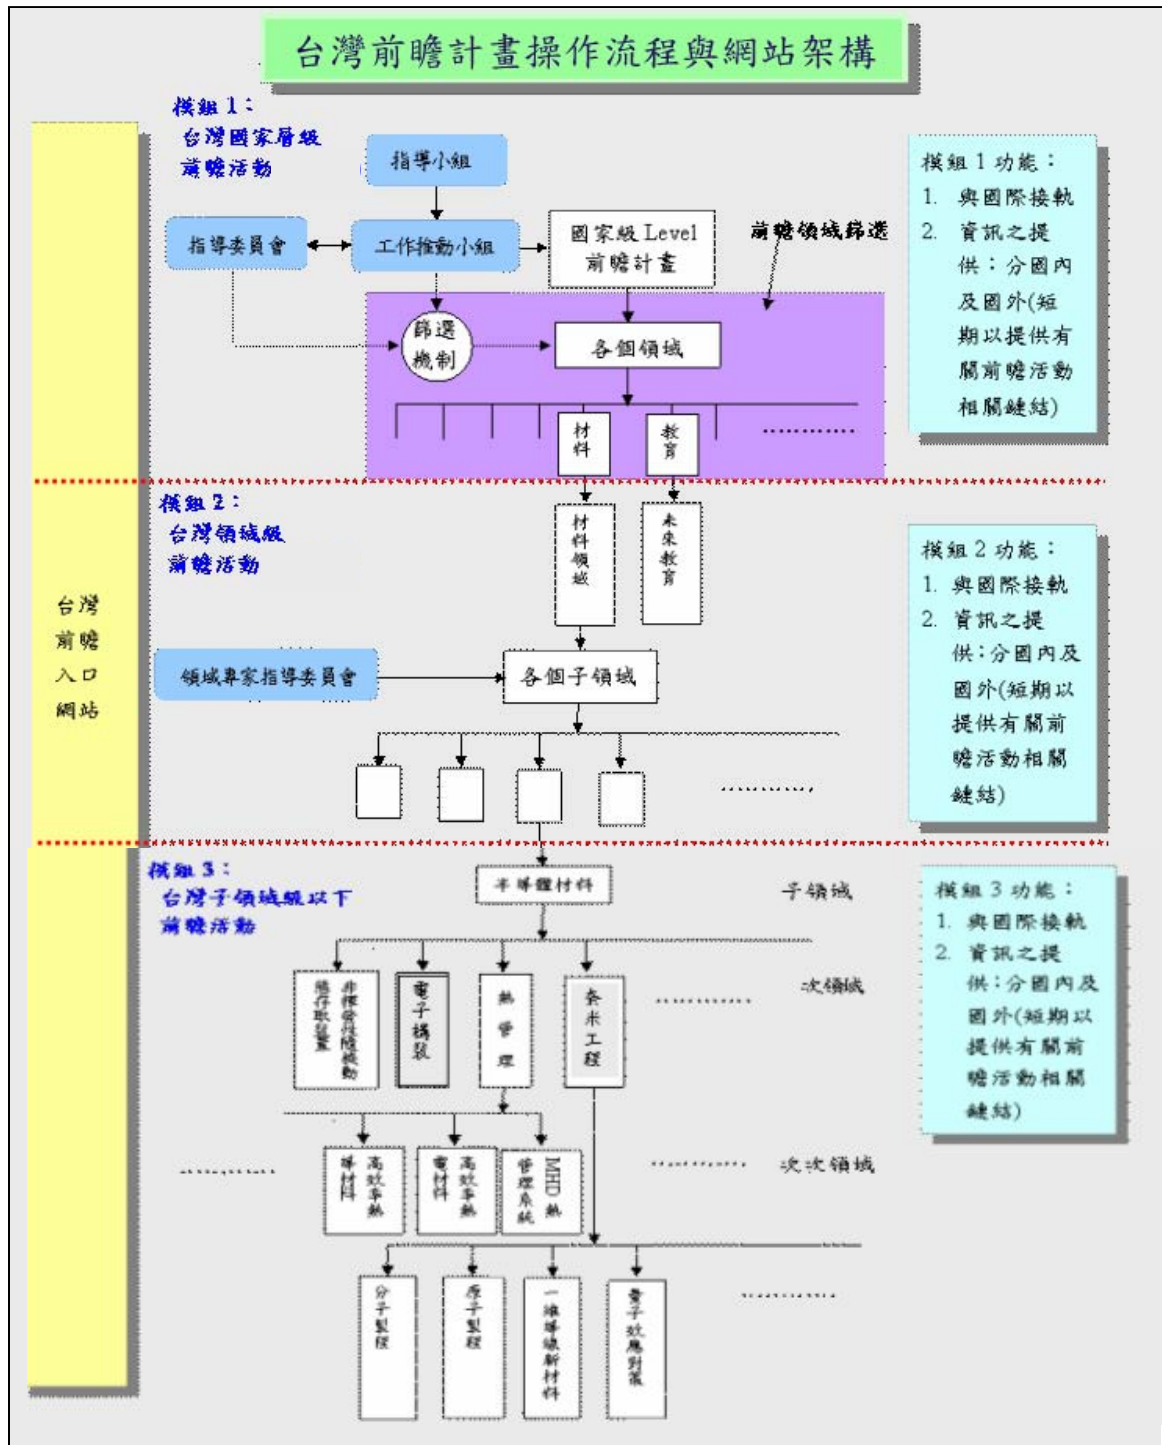 台灣前瞻計畫操作流程與網站架構
模組1：
台灣國家層級
前瞻活動
指導小組
指導委員會
工作推動小組
國家級 Level
前瞻計畫
前瞻領域篩選
篩選
機制
各個領域
材料
教育
模組1功能：
1. 與國際接軌
2. 資訊之提
供：分國內
及國外(短
期以提供有
關前瞻活動
相關鏈結)
台灣
前瞻
入口
網站
模組2：
台灣領域級
前瞻活動
材料領域
未來教育
領域專家指導委員會
各個子領域
模組2功能：
1. 與國際接軌
2. 資訊之提
供：分國內及
國外(短期以
提供有關前
瞻活動相關
鏈結)
模組3：
台灣子領域級以下
前瞻活動
半導體材料
子領域
非揮發性隨機動
態存取裝置
電子構裝
熱管理
奈米工程
次領域
高效率熱
導材料
高效率熱
電材料
MHD 熱
管理系統
次次領域
分子製程
原子製程
一維導線新材料
量子效應對策
模組3功能：
1. 與國際接軌
2. 資訊之提
供：分國內及
國外(短期以
提供有關前
瞻活動相關
鏈結)